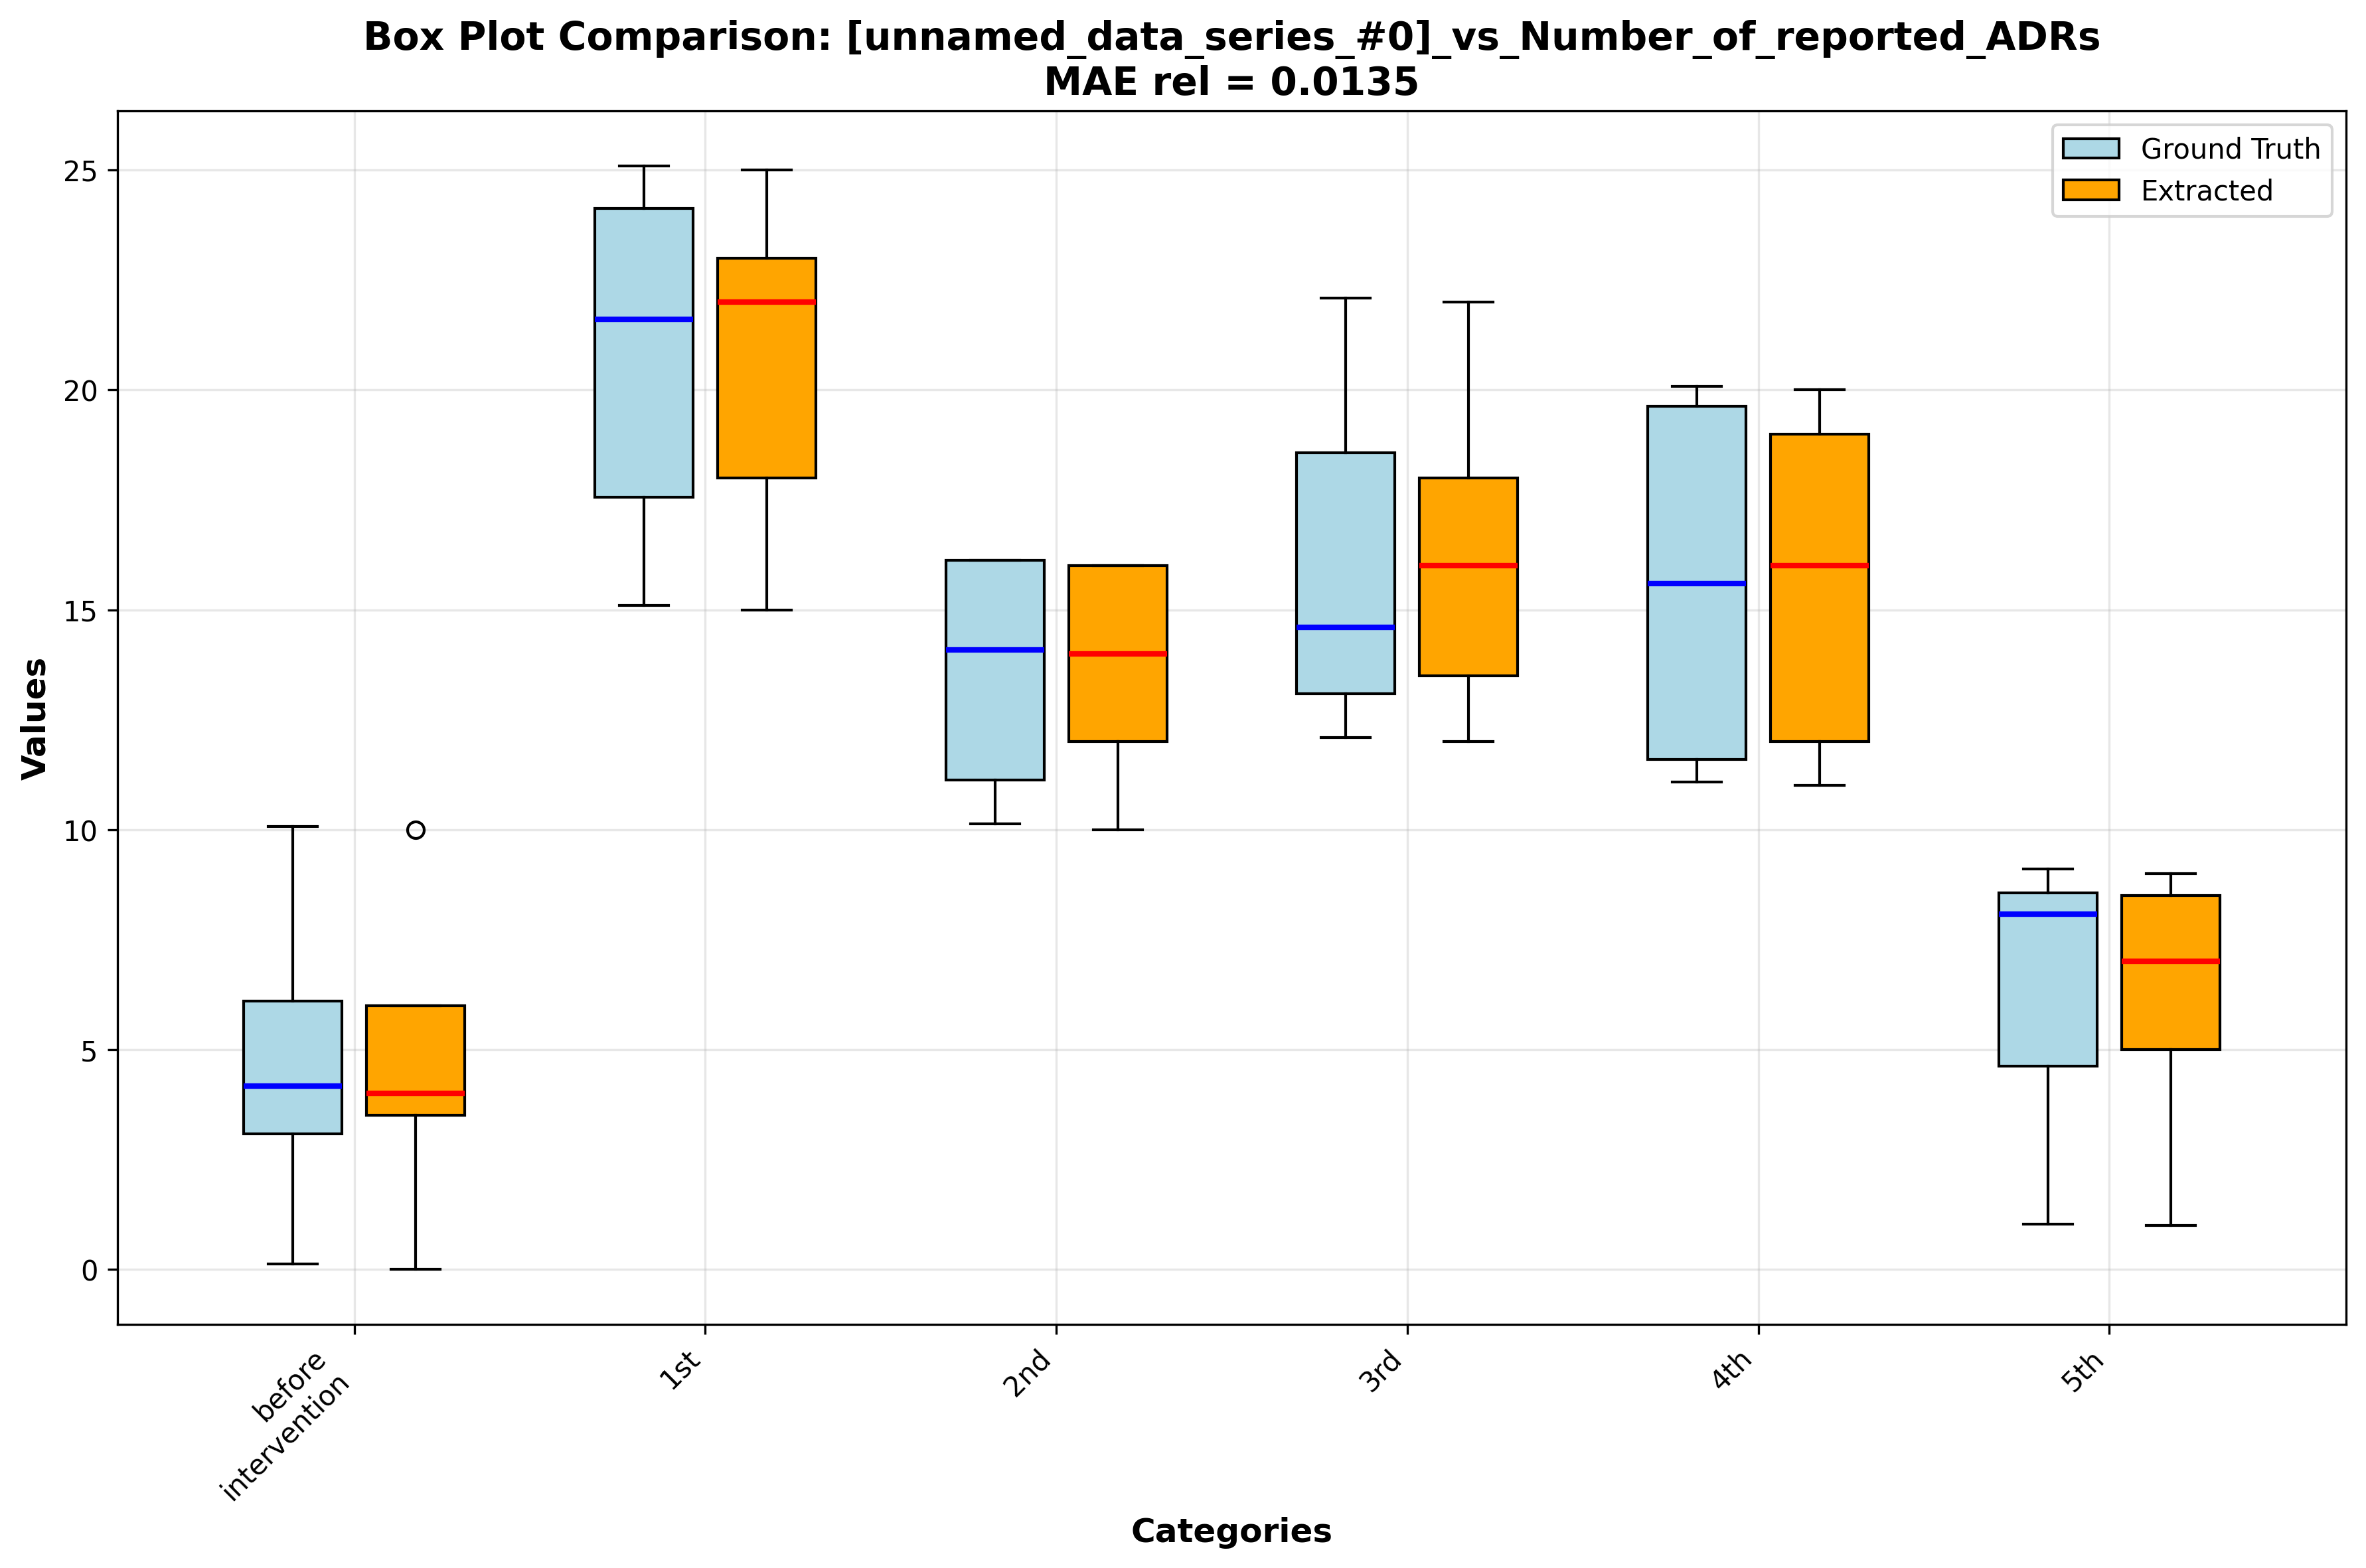 Box Plot Comparison: [unnamed_data_series_#0]_vs_Number_of_reported_ADRs
MAE rel = 0.0135
Ground Truth
Extracted
25
20
15
10
5
0
Values
before
intervention
1st
2nd
3rd
4th
5th
Categories